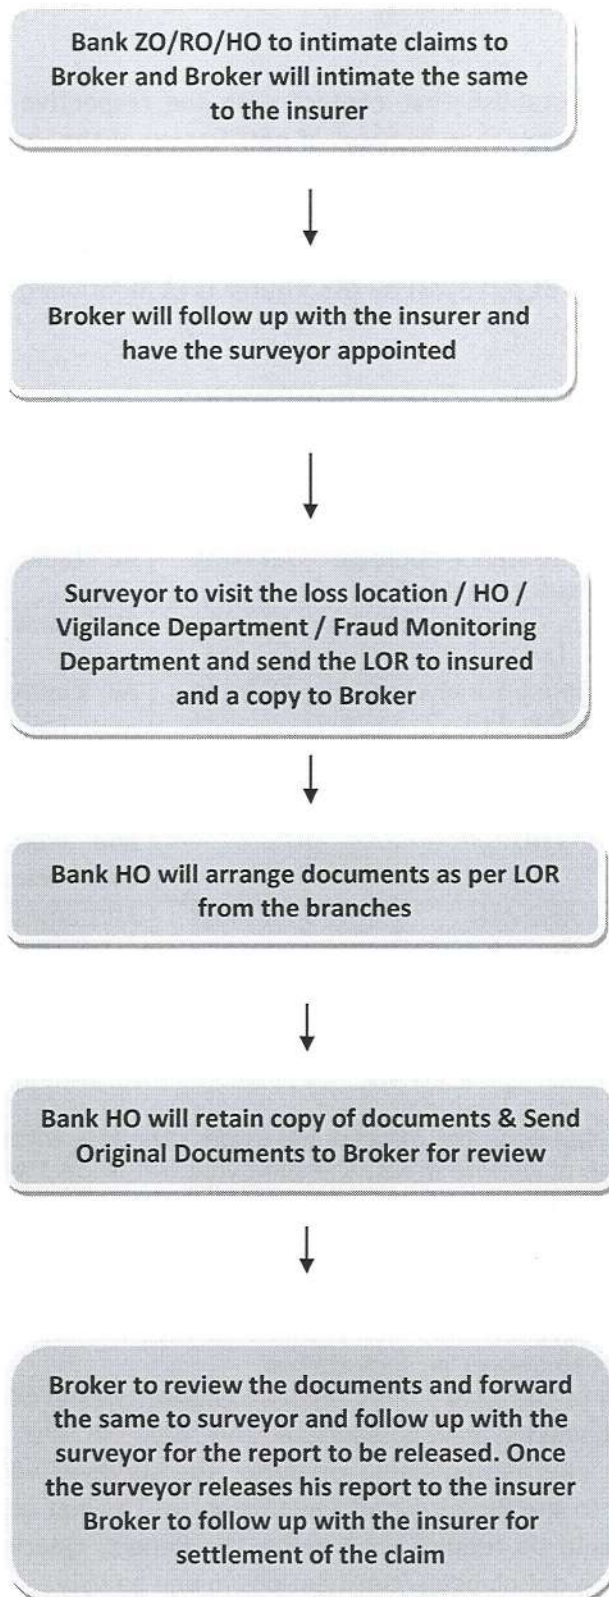 Bank ZO/RO/HO to intimate claims to
Broker and Broker will intimate the same
to the insurer
Broker will follow up with the insurer and
have the surveyor appointed
Surveyor to visit the loss location / HO /
Vigilance Department / Fraud Monitoring
Department and send the LOR to insured
and a copy to Broker
Bank HO will arrange documents as per LOR
from the branches
Bank HO will retain copy of documents & Send
Original Documents to Broker for review
Broker to review the documents and forward
the same to surveyor and follow up with the
surveyor for the report to be released. Once
the surveyor releases his report to the insurer
Broker to follow up with the insurer for
settlement of the claim